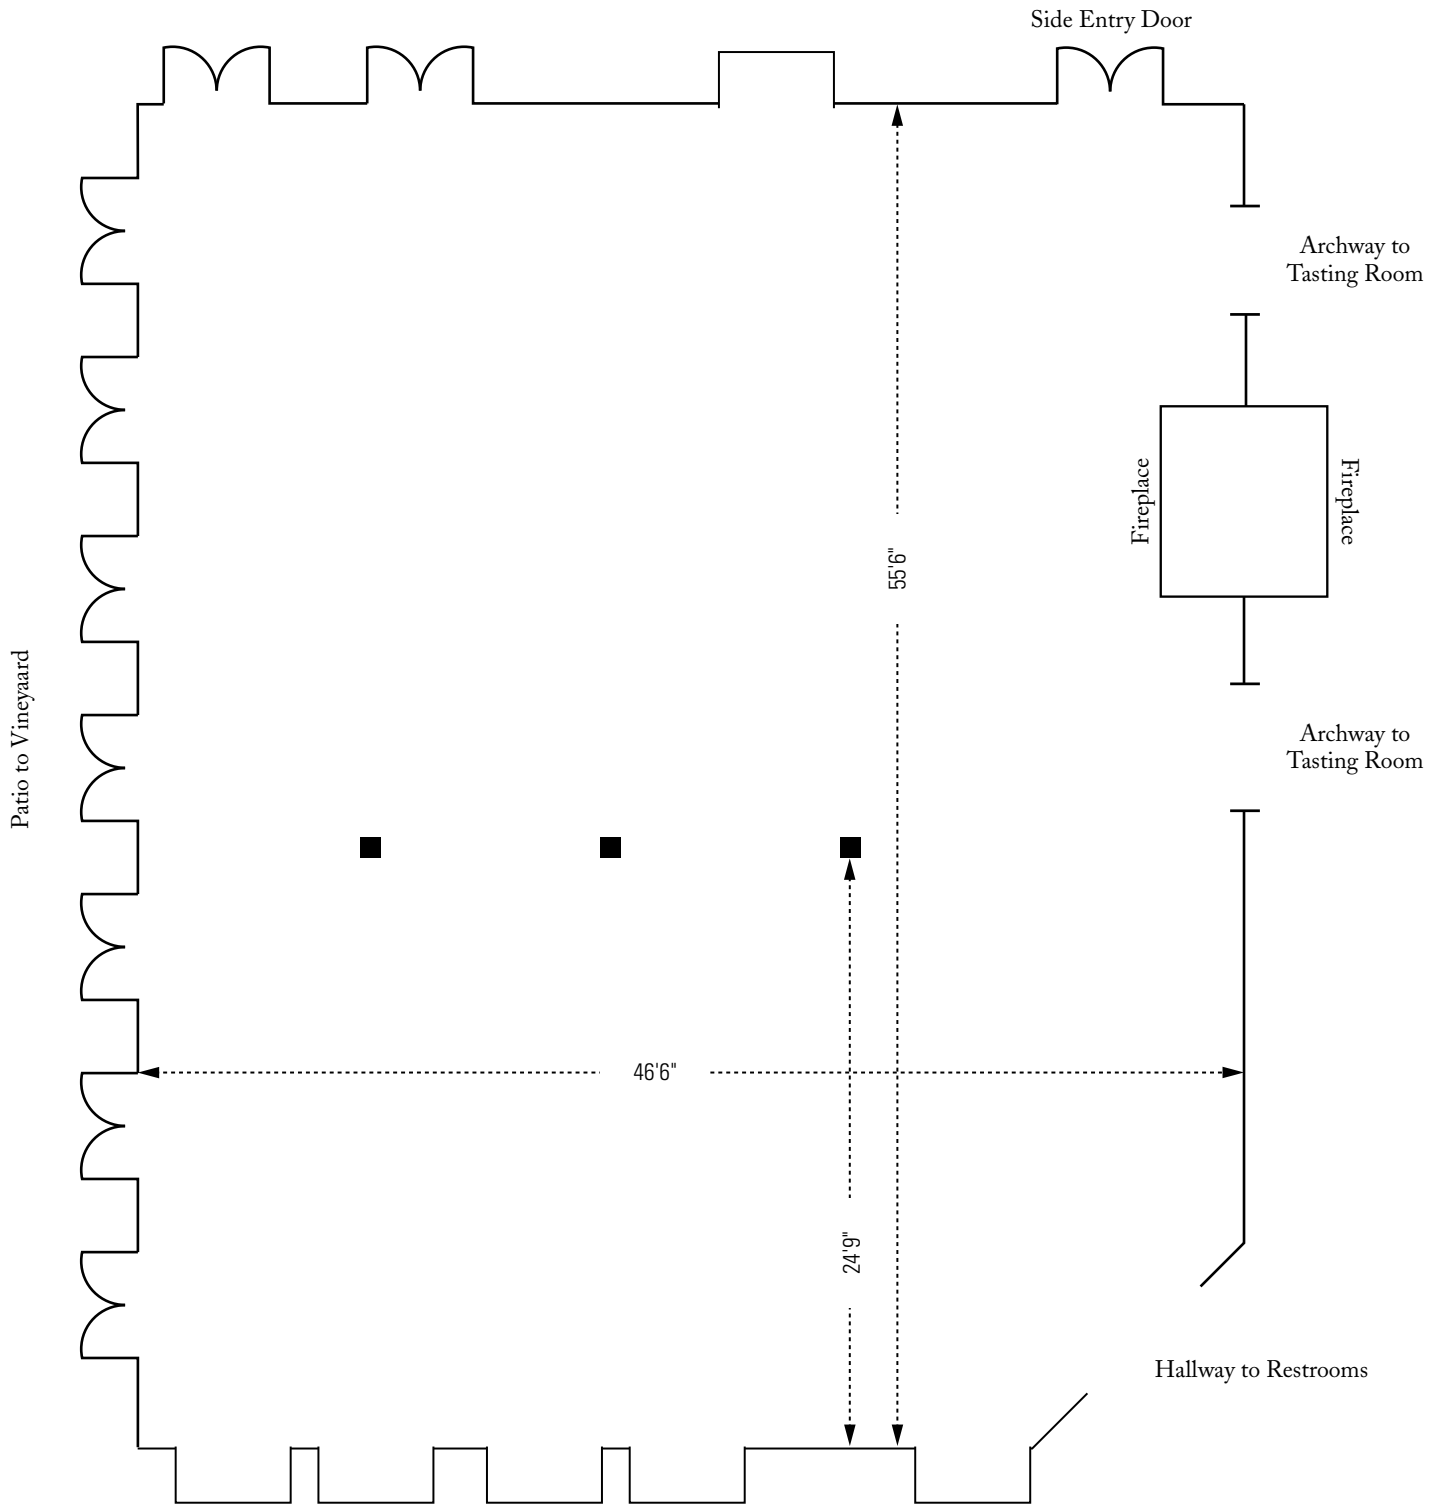 Side Entry Door
Archway to
Tasting Room
Fireplace
Fireplace
55'6"
Patio to Vineyaard
Archway to
Tasting Room
46'6"
24'9"
Hallway to Restrooms